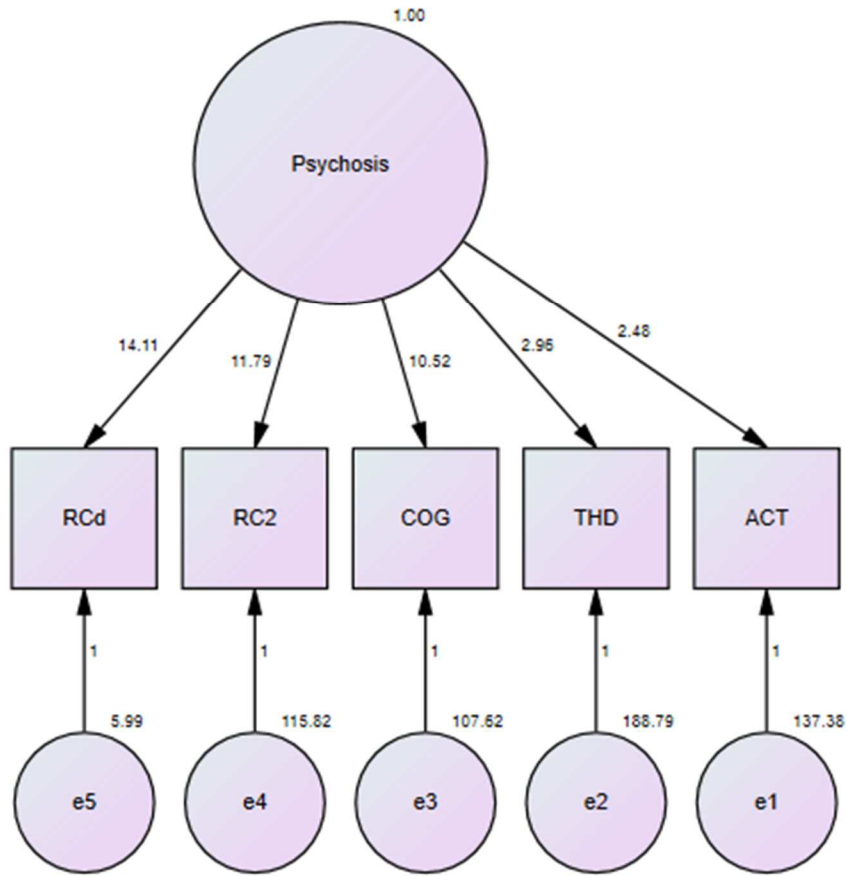 1.00
Psychosis
14.11
11.79
10.52
2.96
2.48
RCd
RC2
COG
THD
ACT
1
1
1
1
1
5.99
115.82
107.62
188.79
137.38
e5
e4
e3
e2
e1